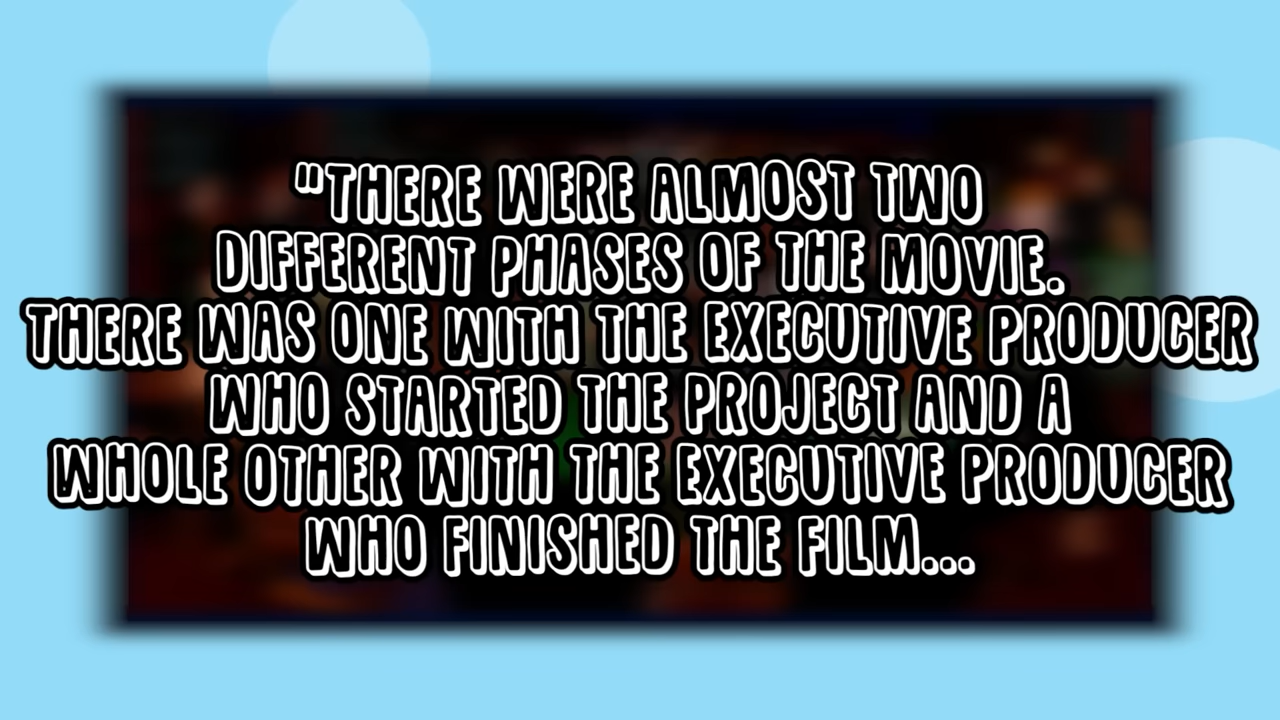 "THERE WERE ALMOST TWO
DIFFERENT PHASES OF THE MOVIE.
THERE WAS ONE WITH THE EXECUTIVE PRODUCER
WHO STARTED THE PROJECT AND A
WHOLE OTHER WITH THE EXECUTIVE PRODUCER
WHO FINISHED THE FILM...